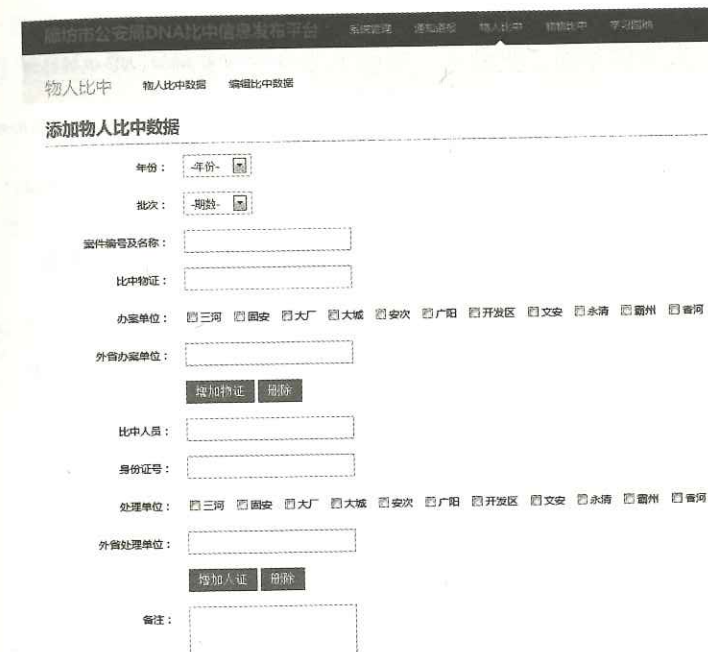 廊坊市公安局DNA比中信息发布平台 系统管理 通知通报 物人比中 物物比中 学习园地
物人比中 物人比中数据 编辑比中数据
添加物人比中数据
年份： -年份-
批次： -期数-
案件编号及名称：
比中物证：
办案单位： 三河 固安 大厂 大城 安次 广阳 开发区 文安 永清 霸州 香河
外省办案单位：
增加物证 删除
比中人员：
身份证号：
处理单位： 三河 固安 大厂 大城 安次 广阳 开发区 文安 永清 霸州 香河
外省处理单位：
增加人证 删除
备注：